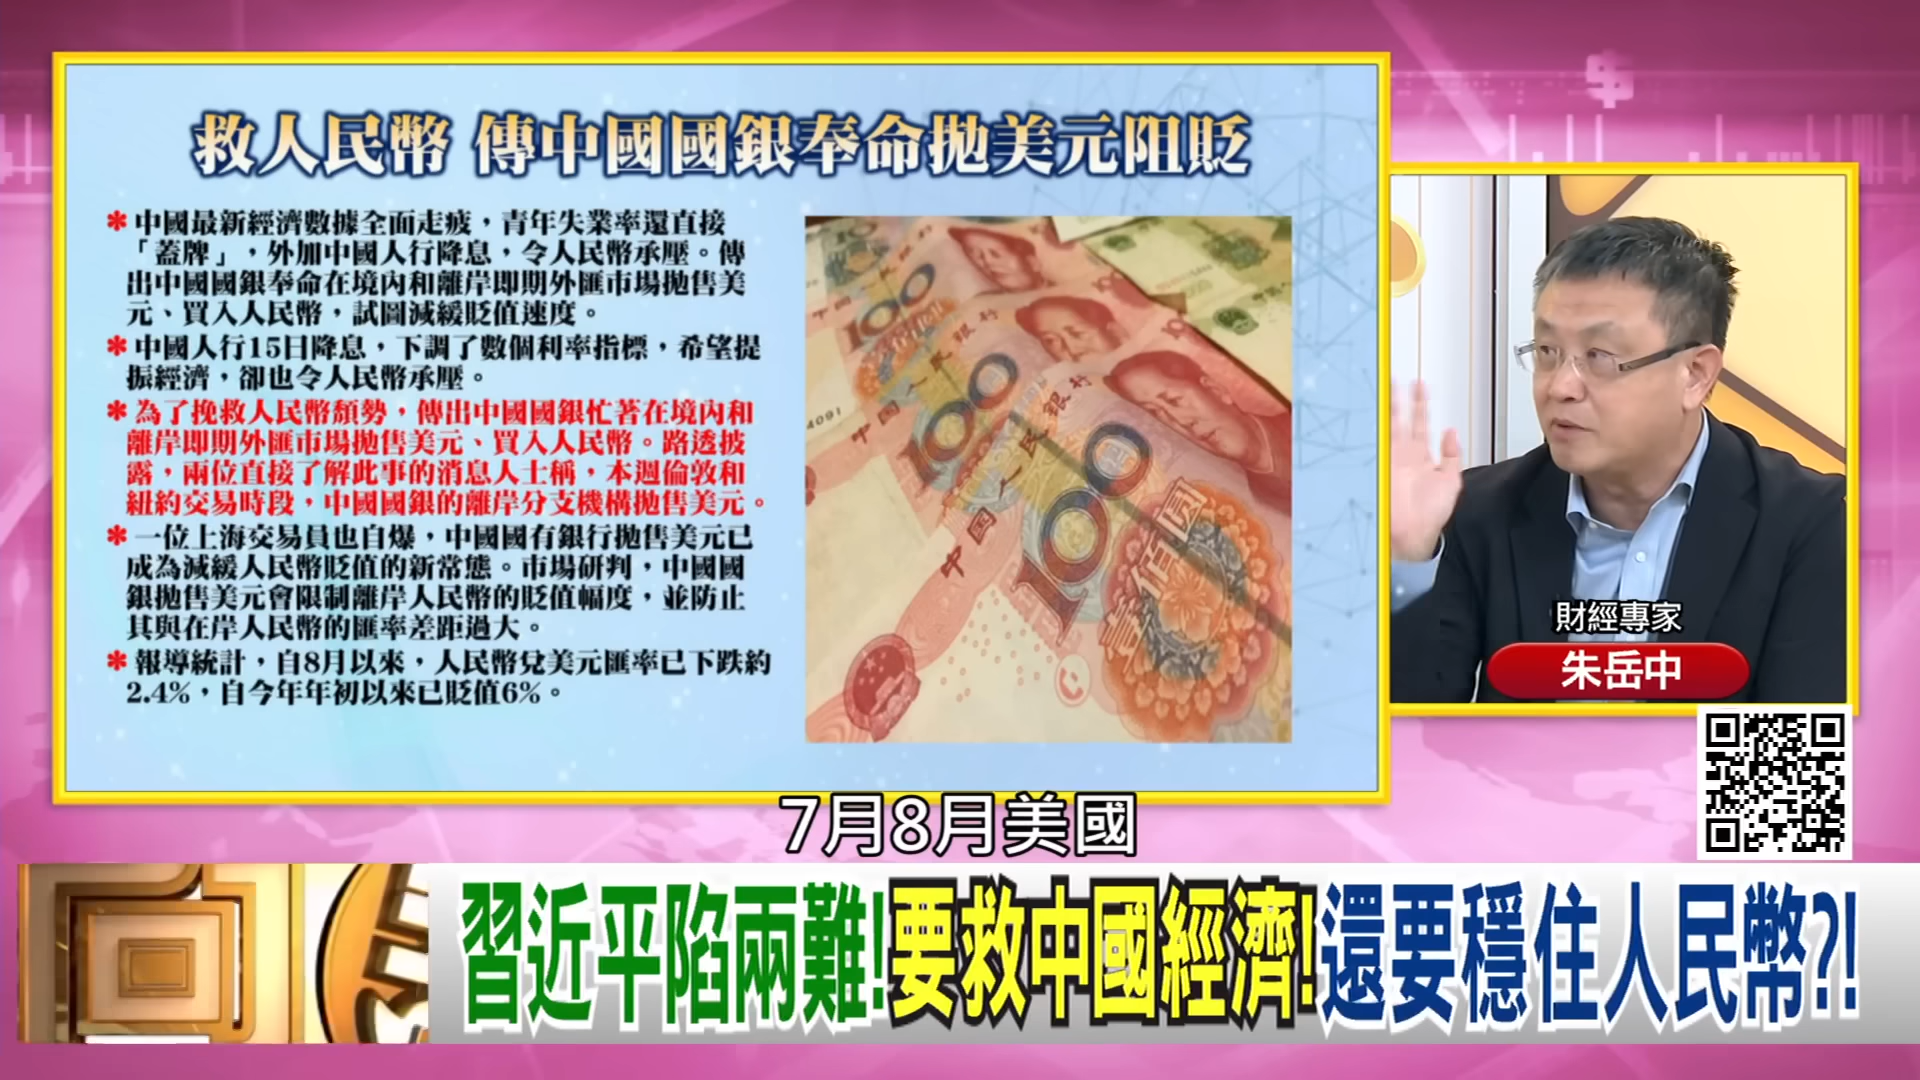 救人民幣 傳中國國銀奉命拋美元阻貶
* 中國最新經濟數據全面走疲，青年失業率還直接
「蓋牌」，外加中國人行降息，令人民幣承壓。傳
出中國國銀奉命在境內和離岸即期外匯市場拋售美
元、買入人民幣，試圖減緩貶值速度。
* 中國人行15日降息，下調了數個利率指標，希望提
振經濟，卻也令人民幣承壓。
* 為了挽救人民幣頹勢，傳出中國國銀忙著在境內和
離岸即期外匯市場拋售美元、買入人民幣。路透披
露，兩位直接了解此事的消息人士稱，本週倫敦和
紐約交易時段，中國國銀的離岸分支機構拋售美元。
* 一位上海交易員也自爆，中國國有銀行拋售美元已
成為減緩人民幣貶值的新常態。市場研判，中國國
銀拋售美元會限制離岸人民幣的貶值幅度，並防止
其與在岸人民幣的匯率差距過大。
* 報導統計，自8月以來，人民幣兌美元匯率已下跌約
2.4%，自今年年初以來已貶值6%。
100
100
100
中国人民银行
壹佰圆
4091
財經專家
朱岳中
7月8月美國
習近平陷兩難!要救中國經濟!還要穩住人民幣?!